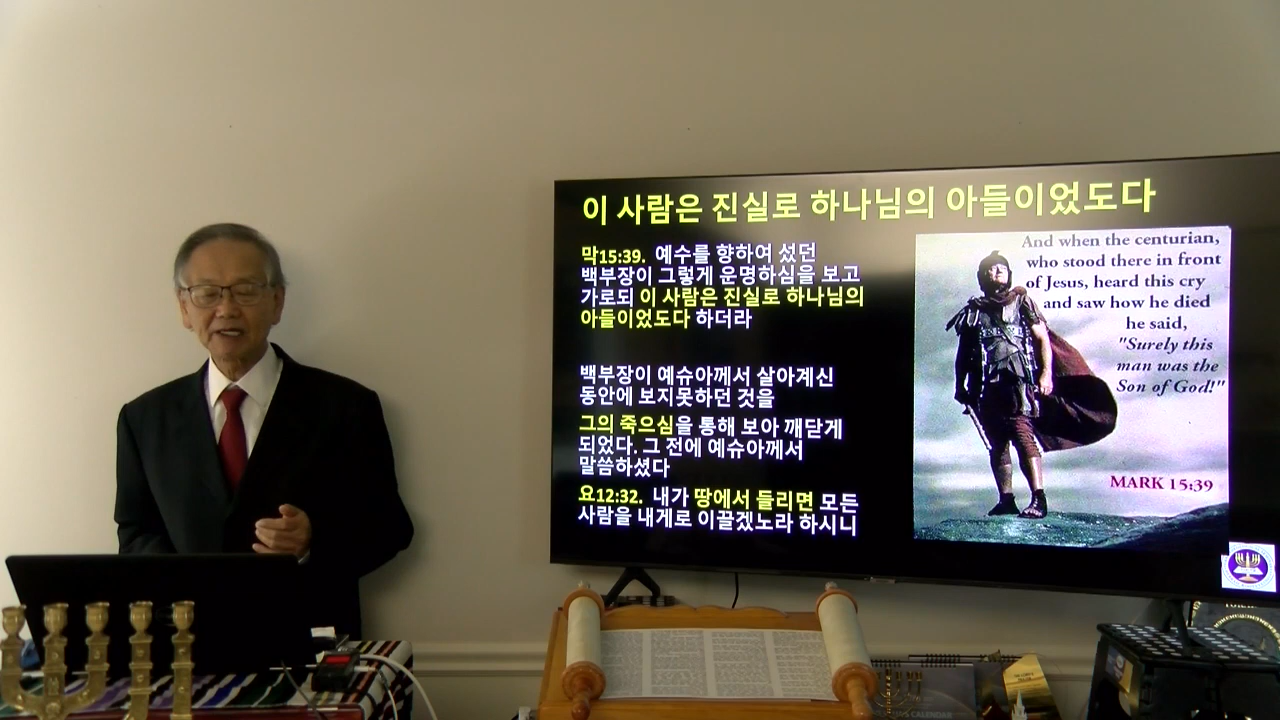 이 사람은 진실로 하나님의 아들이었도다
막15:39. 예수를 향하여 섰던
백부장이 그렇게 운명하심을 보고
가로되 이 사람은 진실로 하나님의
아들이었도다 하더라
백부장이 예슈아께서 살아계신
동안에 보지못하던 것을
그의 죽으심을 통해 보아 깨닫게
되었다. 그 전에 예슈아께서
말씀하셨다
요12:32. 내가 땅에서 들리면 모든
사람을 내게로 이끌겠노라 하시니
And when the centurian,
who stood there in front
of Jesus, heard this cry
and saw how he died
he said,
"Surely this
man was the
Son of God!"
MARK 15:39
CALENDAR